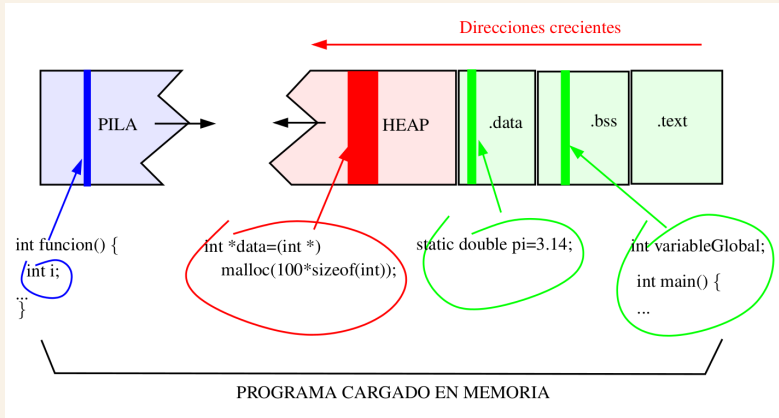 Direcciones crecientes
PILA
HEAP
.data
.bss
.text
int funcion() {
int i;
...
}
int *data=(int *)
malloc(100*sizeof(int));
static double pi=3.14;
int variableGlobal;
int main() {
...
PROGRAMA CARGADO EN MEMORIA